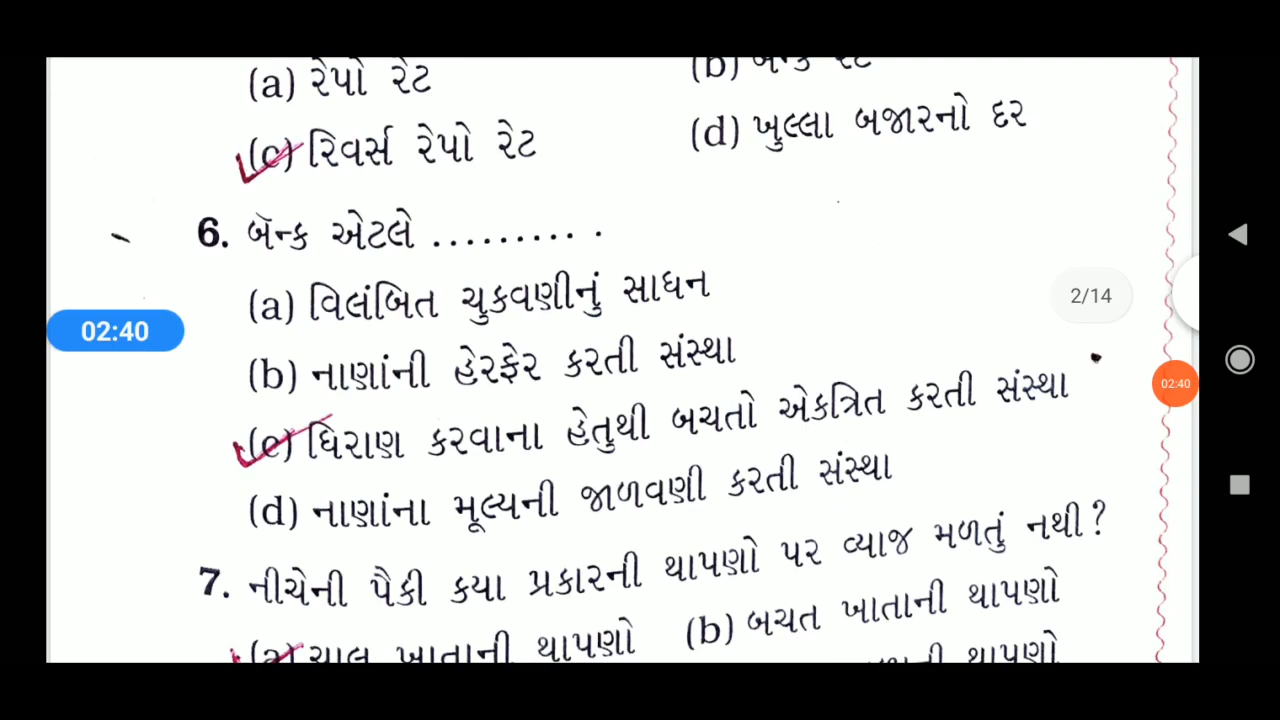 (a) રેપો રેટ
(b) બૅન્ક રેટ
(c) રિવર્સ રેપો રેટ
(d) ખુલ્લા બજારનો દર
6. બૅન્ક એટલે .......... .
(a) વિલંબિત ચુકવણીનું સાધન
2/14
02:40
(b) નાણાંની હેરફેર કરતી સંસ્થા
02:40
(c) ધિરાણ કરવાના હેતુથી બચતો એકત્રિત કરતી સંસ્થા
(d) નાણાંના મૂલ્યની જાળવણી કરતી સંસ્થા
7. નીચેની પૈકી કયા પ્રકારની થાપણો પર વ્યાજ મળતું નથી?
(a) ચાલુ ખાતાની થાપણો
(b) બચત ખાતાની થાપણો
થાપણો